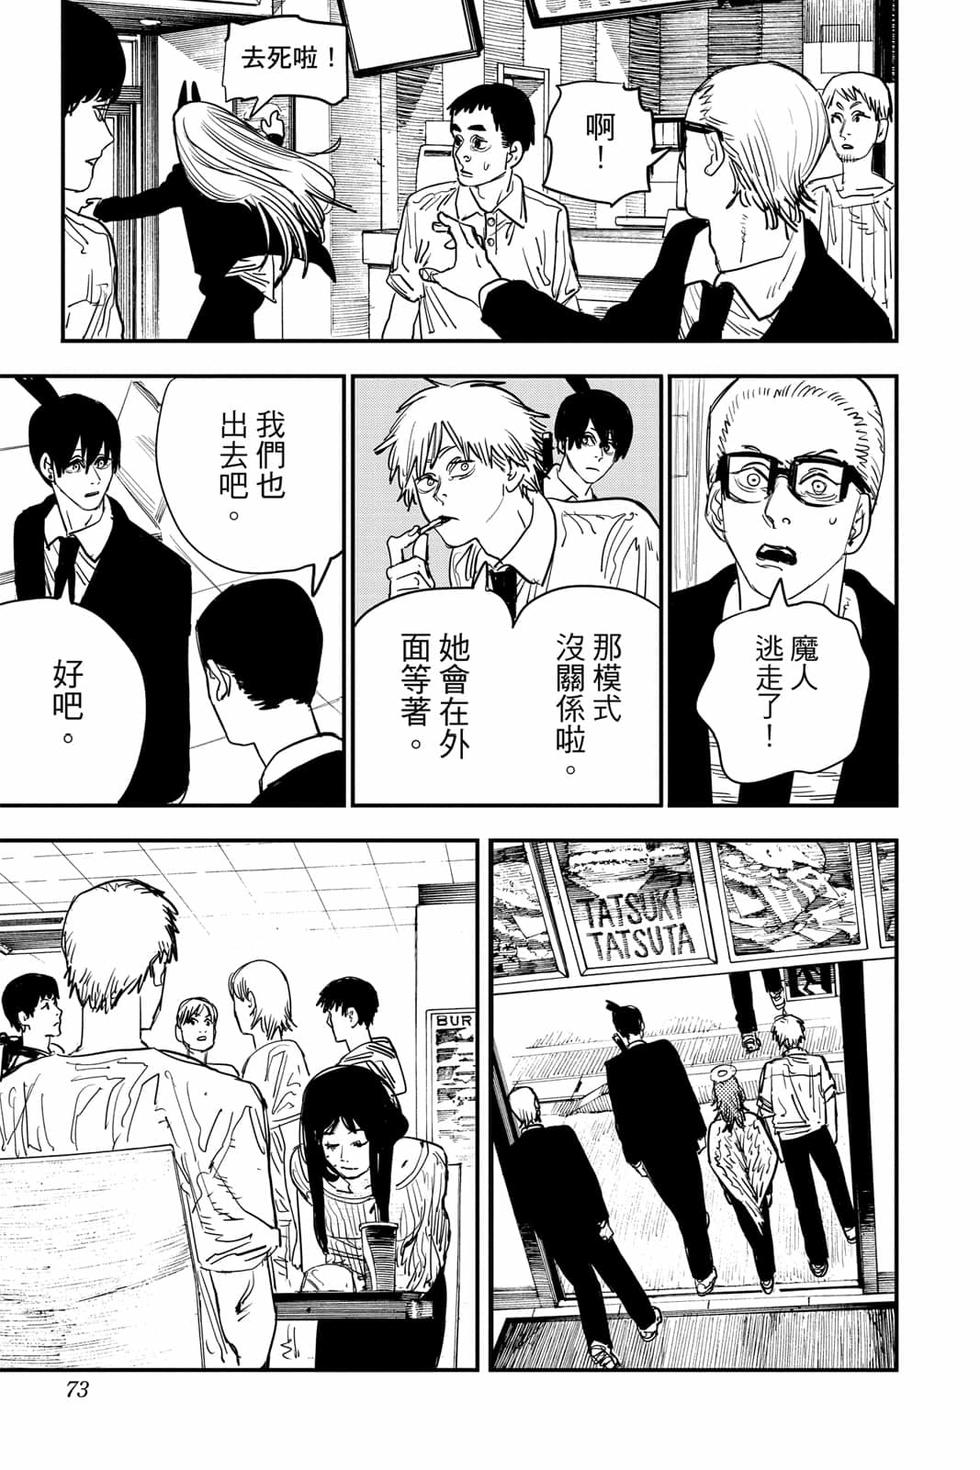 啊！
去死啦！
魔人
逃走了！
那模式
沒關係啦。
她會在外
面等著。
我們也
出去吧。
好吧。
TATSUKI
TATSUTA
BUR
73